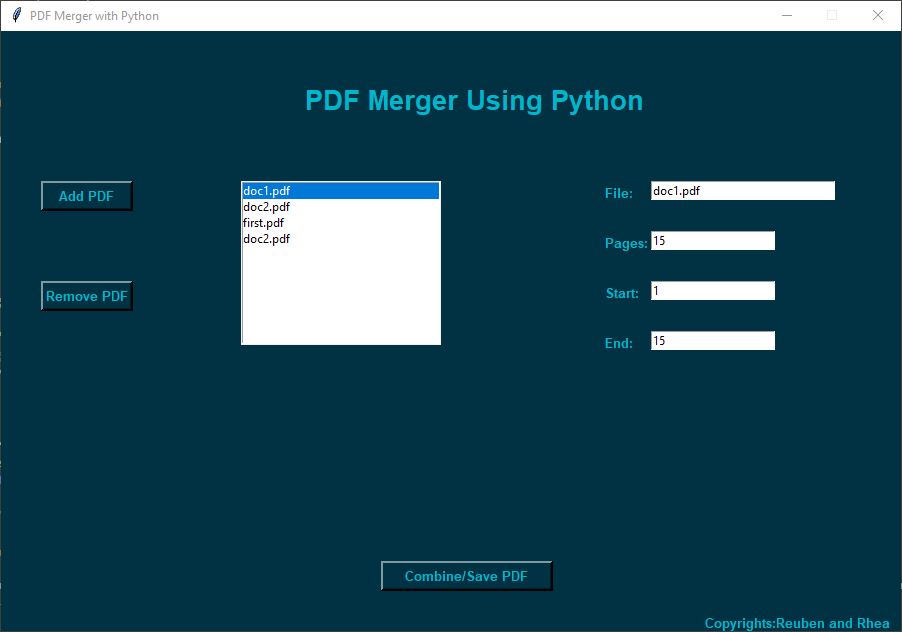 PDF Merger with Python
PDF Merger Using Python
Add PDF
Remove PDF
doc1.pdf
doc2.pdf
first.pdf
doc2.pdf
File: doc1.pdf
Pages: 15
Start: 1
End: 15
Combine/Save PDF
Copyrights:Reuben and Rhea